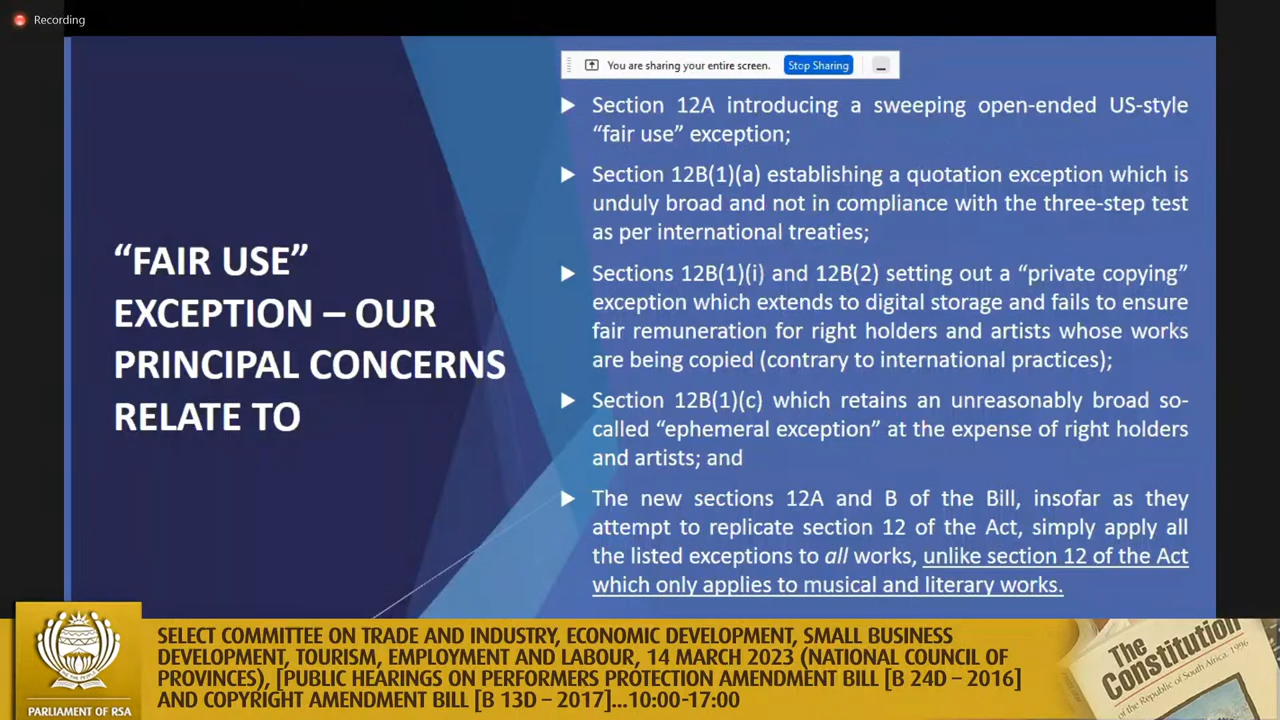 Recording
You are sharing your entire screen.
Stop Sharing
“FAIR USE”
EXCEPTION – OUR
PRINCIPAL CONCERNS
RELATE TO
Section 12A introducing a sweeping open-ended US-style
“fair use” exception;
Section 12B(1)(a) establishing a quotation exception which is
unduly broad and not in compliance with the three-step test
as per international treaties;
Sections 12B(1)(i) and 12B(2) setting out a “private copying”
exception which extends to digital storage and fails to ensure
fair remuneration for right holders and artists whose works
are being copied (contrary to international practices);
Section 12B(1)(c) which retains an unreasonably broad so-
called “ephemeral exception” at the expense of right holders
and artists; and
The new sections 12A and B of the Bill, insofar as they
attempt to replicate section 12 of the Act, simply apply all
the listed exceptions to all works, unlike section 12 of the Act
which only applies to musical and literary works.
PARLIAMENT OF RSA
SELECT COMMITTEE ON TRADE AND INDUSTRY, ECONOMIC DEVELOPMENT, SMALL BUSINESS
DEVELOPMENT, TOURISM, EMPLOYMENT AND LABOUR, 14 MARCH 2023 (NATIONAL COUNCIL OF
PROVINCES), [PUBLIC HEARINGS ON PERFORMERS PROTECTION AMENDMENT BILL [B 24D – 2016]
AND COPYRIGHT AMENDMENT BILL [B 13D – 2017]...10:00-17:00
The
Constitution
of the Republic of South Africa, 1996